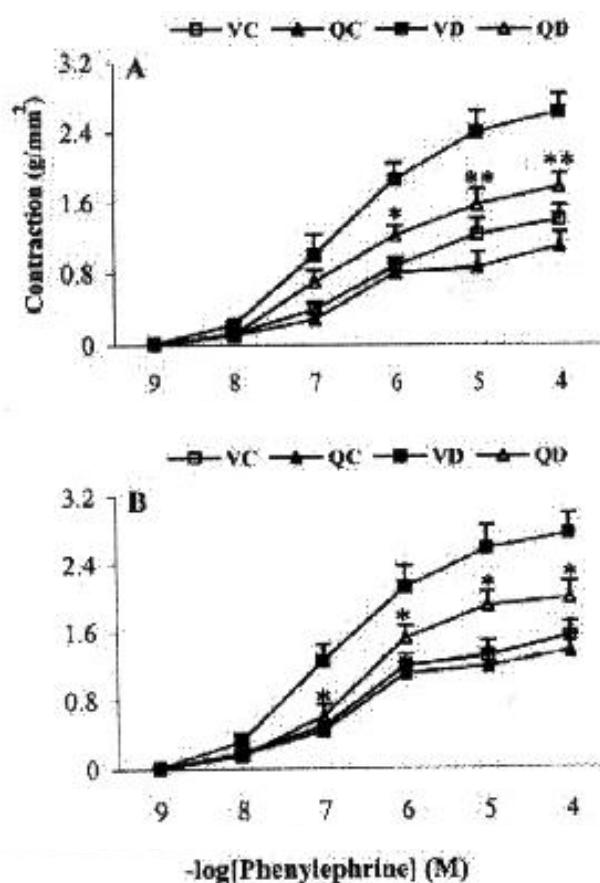 VC QC VD QD
A
3.2
2.4
1.6
0.8
0
Contraction (g/mm²)
* ** **
9 8 7 6 5 4
VC QC VD QD
B
3.2
2.4
1.6
0.8
0
* * * *
9 8 7 6 5 4
-log[Phenylephrine] (M)